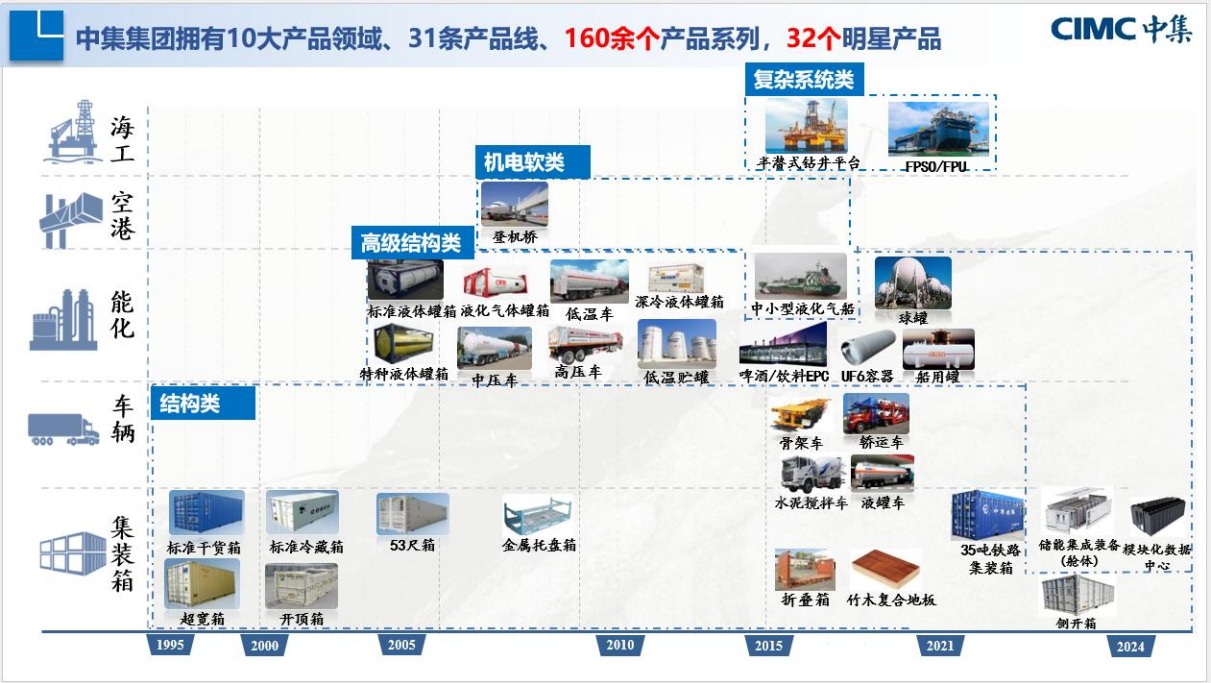 中集集团拥有10大产品领域、31条产品线、160余个产品系列，32个明星产品
CIMC 中集
复杂系统类
海工
半潜式钻井平台
FPSO/FPU
机电软类
空港
登机桥
高级结构类
能化
标准液体罐箱
液化气体罐箱
低温车
深冷液体罐箱
中小型液化气船
球罐
特种液体罐箱
中压车
高压车
低温贮罐
啤酒/饮料EPC
UF6容器
船用罐
结构类
车辆
骨架车
轿运车
水泥搅拌车
液罐车
集装箱
标准干货箱
标准冷藏箱
53尺箱
金属托盘箱
35吨铁路
集装箱
储能集成装备
(舱体)
模块化数据
中心
超宽箱
开顶箱
折叠箱
竹木复合地板
侧开箱
1995
2000
2005
2010
2015
2021
2024